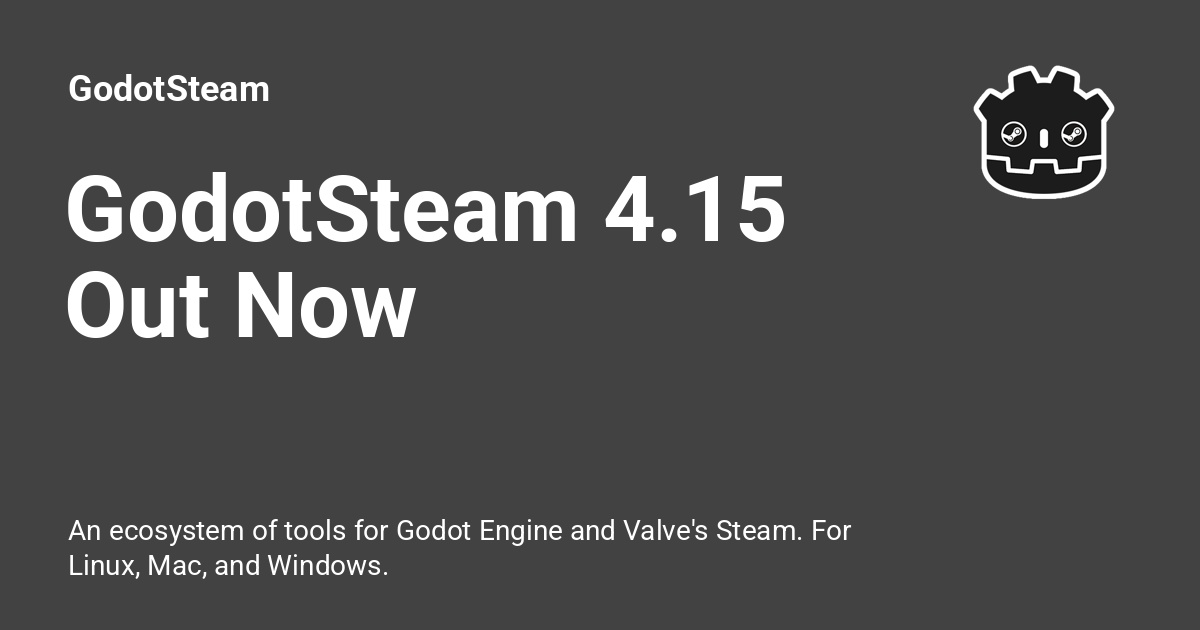 GodotSteam
GodotSteam 4.15
Out Now
An ecosystem of tools for Godot Engine and Valve's Steam. For
Linux, Mac, and Windows.